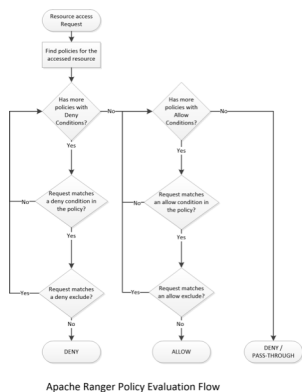 Resource access
Request
Find policies for the
accessed resource
Has more
policies with
Deny
Conditions?
No
Has more
policies with
Allow
Conditions?
No
Yes
Yes
Request matches
a deny condition in
the policy?
No
Request matches
an allow condition in
the policy?
No
Yes
Yes
Request matches
a deny exclude?
Yes
Request matches
an allow exclude?
Yes
No
No
DENY
ALLOW
DENY /
PASS-THROUGH
Apache Ranger Policy Evaluation Flow